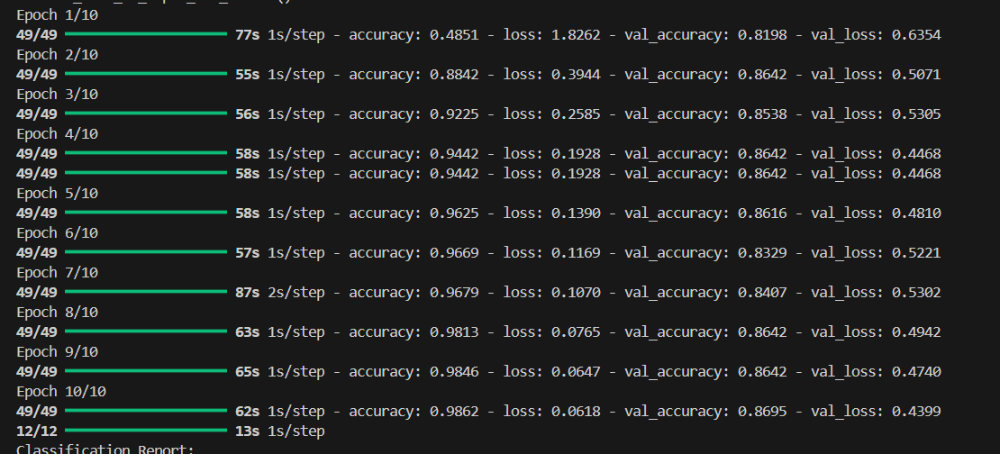 Epoch 1/10
49/49 77s 1s/step - accuracy: 0.4851 - loss: 1.8262 - val_accuracy: 0.8198 - val_loss: 0.6354
Epoch 2/10
49/49 55s 1s/step - accuracy: 0.8842 - loss: 0.3944 - val_accuracy: 0.8642 - val_loss: 0.5071
Epoch 3/10
49/49 56s 1s/step - accuracy: 0.9225 - loss: 0.2585 - val_accuracy: 0.8538 - val_loss: 0.5305
Epoch 4/10
49/49 58s 1s/step - accuracy: 0.9442 - loss: 0.1928 - val_accuracy: 0.8642 - val_loss: 0.4468
49/49 58s 1s/step - accuracy: 0.9442 - loss: 0.1928 - val_accuracy: 0.8642 - val_loss: 0.4468
Epoch 5/10
49/49 58s 1s/step - accuracy: 0.9625 - loss: 0.1390 - val_accuracy: 0.8616 - val_loss: 0.4810
Epoch 6/10
49/49 57s 1s/step - accuracy: 0.9669 - loss: 0.1169 - val_accuracy: 0.8329 - val_loss: 0.5221
Epoch 7/10
49/49 87s 2s/step - accuracy: 0.9679 - loss: 0.1070 - val_accuracy: 0.8407 - val_loss: 0.5302
Epoch 8/10
49/49 63s 1s/step - accuracy: 0.9813 - loss: 0.0765 - val_accuracy: 0.8642 - val_loss: 0.4942
Epoch 9/10
49/49 65s 1s/step - accuracy: 0.9846 - loss: 0.0647 - val_accuracy: 0.8642 - val_loss: 0.4740
Epoch 10/10
49/49 62s 1s/step - accuracy: 0.9862 - loss: 0.0618 - val_accuracy: 0.8695 - val_loss: 0.4399
12/12 13s 1s/step
Classification Report: